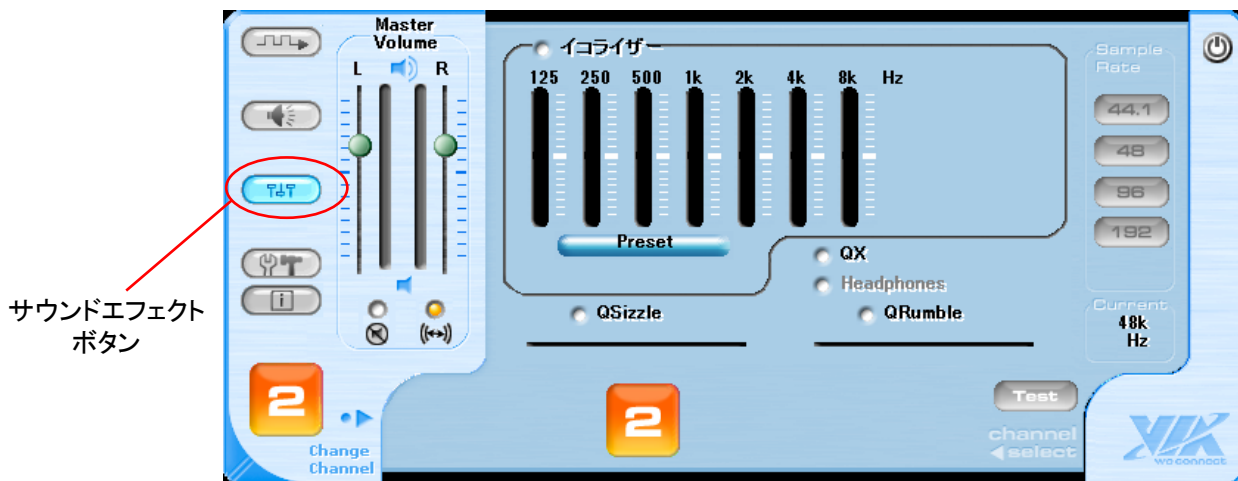 サウンドエフェクト
ボタン
Master
Volume
L R
イコライザー
125 250 500 1k 2k 4k 8k Hz
Preset
QX
Headphones
QSizzle
QRumble
Sample
Rate
44.1
48
96
192
Current
48k
Hz
2
Change
Channel
2
Test
channel
select
VIA
we connect